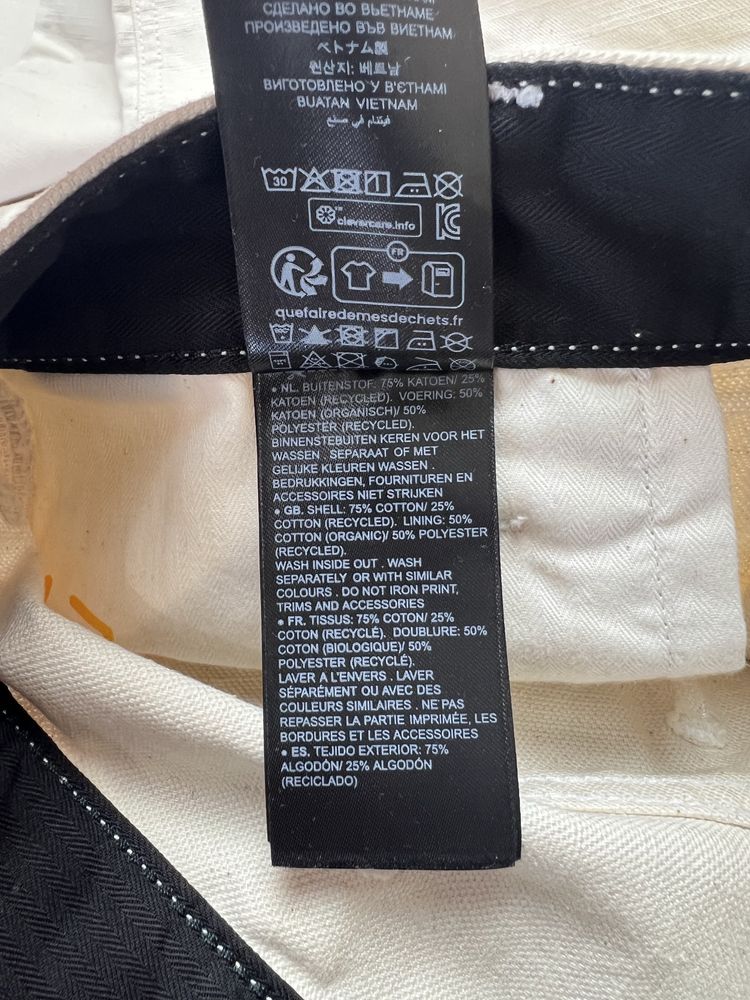 СДЕЛАНО ВО ВЬЕТНАМЕ
ПРОИЗВЕДЕНО ВЪВ ВИЕТНАМ
ベトナム製
원산지: 베트남
ВИГОТОВЛЕНО У В'ЄТНАМІ
BUATAN VIETNAM
فيتنام في صنع
30
clevercare.info
FR
quefairedemesdechets.fr
● NL. BUITENSTOF: 75% KATOEN/ 25%
KATOEN (RECYCLED). VOERING: 50%
KATOEN (ORGANISCH)/ 50%
POLYESTER (RECYCLED).
BINNENSTEBUITEN KEREN VOOR HET
WASSEN . SEPARAAT OF MET
GELIJKE KLEUREN WASSEN .
BEDRUKKINGEN, FOURNITUREN EN
ACCESSOIRES NIET STRIJKEN
● GB. SHELL: 75% COTTON/ 25%
COTTON (RECYCLED). LINING: 50%
COTTON (ORGANIC)/ 50% POLYESTER
(RECYCLED).
WASH INSIDE OUT . WASH
SEPARATELY OR WITH SIMILAR
COLOURS . DO NOT IRON PRINT,
TRIMS AND ACCESSORIES
● FR. TISSUS: 75% COTON/ 25%
COTON (RECYCLÉ). DOUBLURE: 50%
COTON (BIOLOGIQUE)/ 50%
POLYESTER (RECYCLÉ).
LAVER A L'ENVERS . LAVER
SÉPARÉMENT OU AVEC DES
COULEURS SIMILAIRES . NE PAS
REPASSER LA PARTIE IMPRIMÉE, LES
BORDURES ET LES ACCESSOIRES
● ES. TEJIDO EXTERIOR: 75%
ALGODÓN/ 25% ALGODÓN
(RECICLADO)